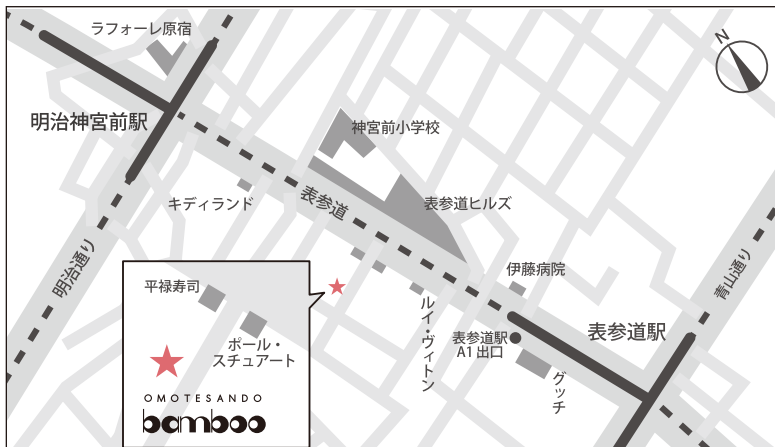 ラフォーレ原宿
N
明治神宮前駅
神宮前小学校
キディランド
表参道
表参道ヒルズ
明治通り
伊藤病院
青山通り
平禄寿司
ルイ・ヴィトン
表参道駅
A1 出口
表参道駅
ポール・
スチュアート
グッチ
OMOTESANDO
bamboo